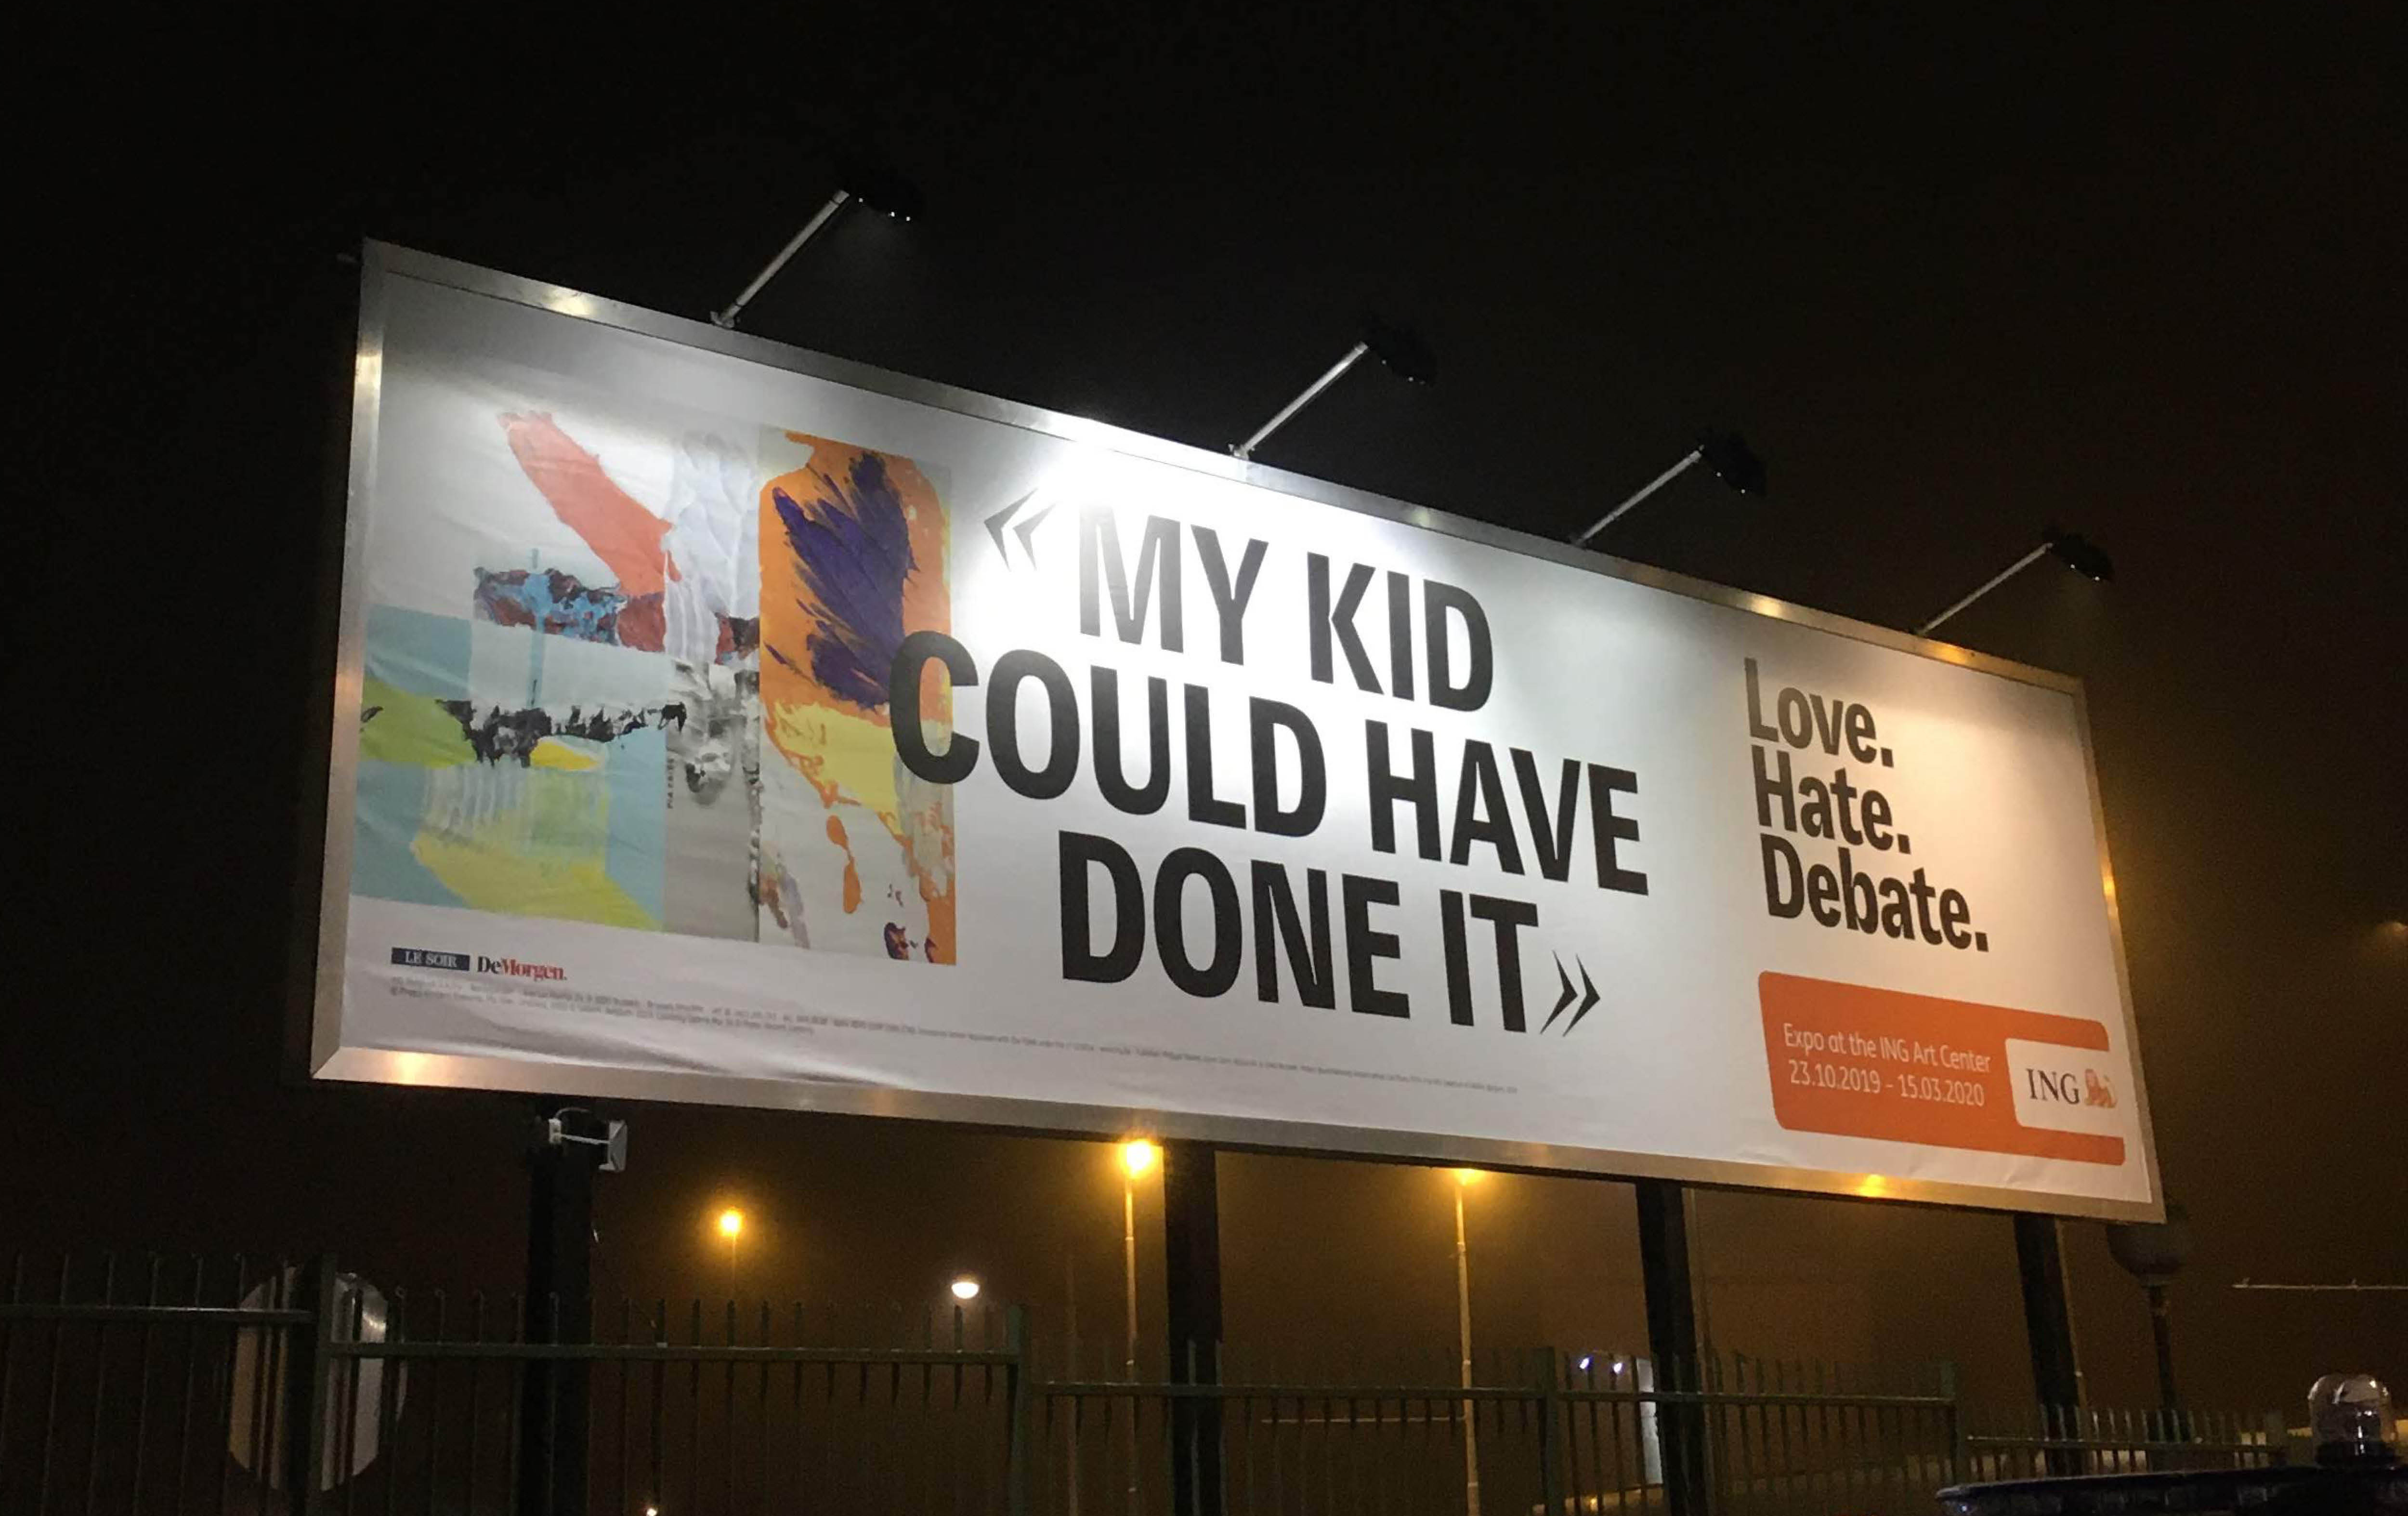 « MY KID
COULD HAVE
DONE IT »
Love.
Hate.
Debate.
Expo at the ING Art Center
23.10.2019 - 15.03.2020
ING
LE SOIR DeMorgen.